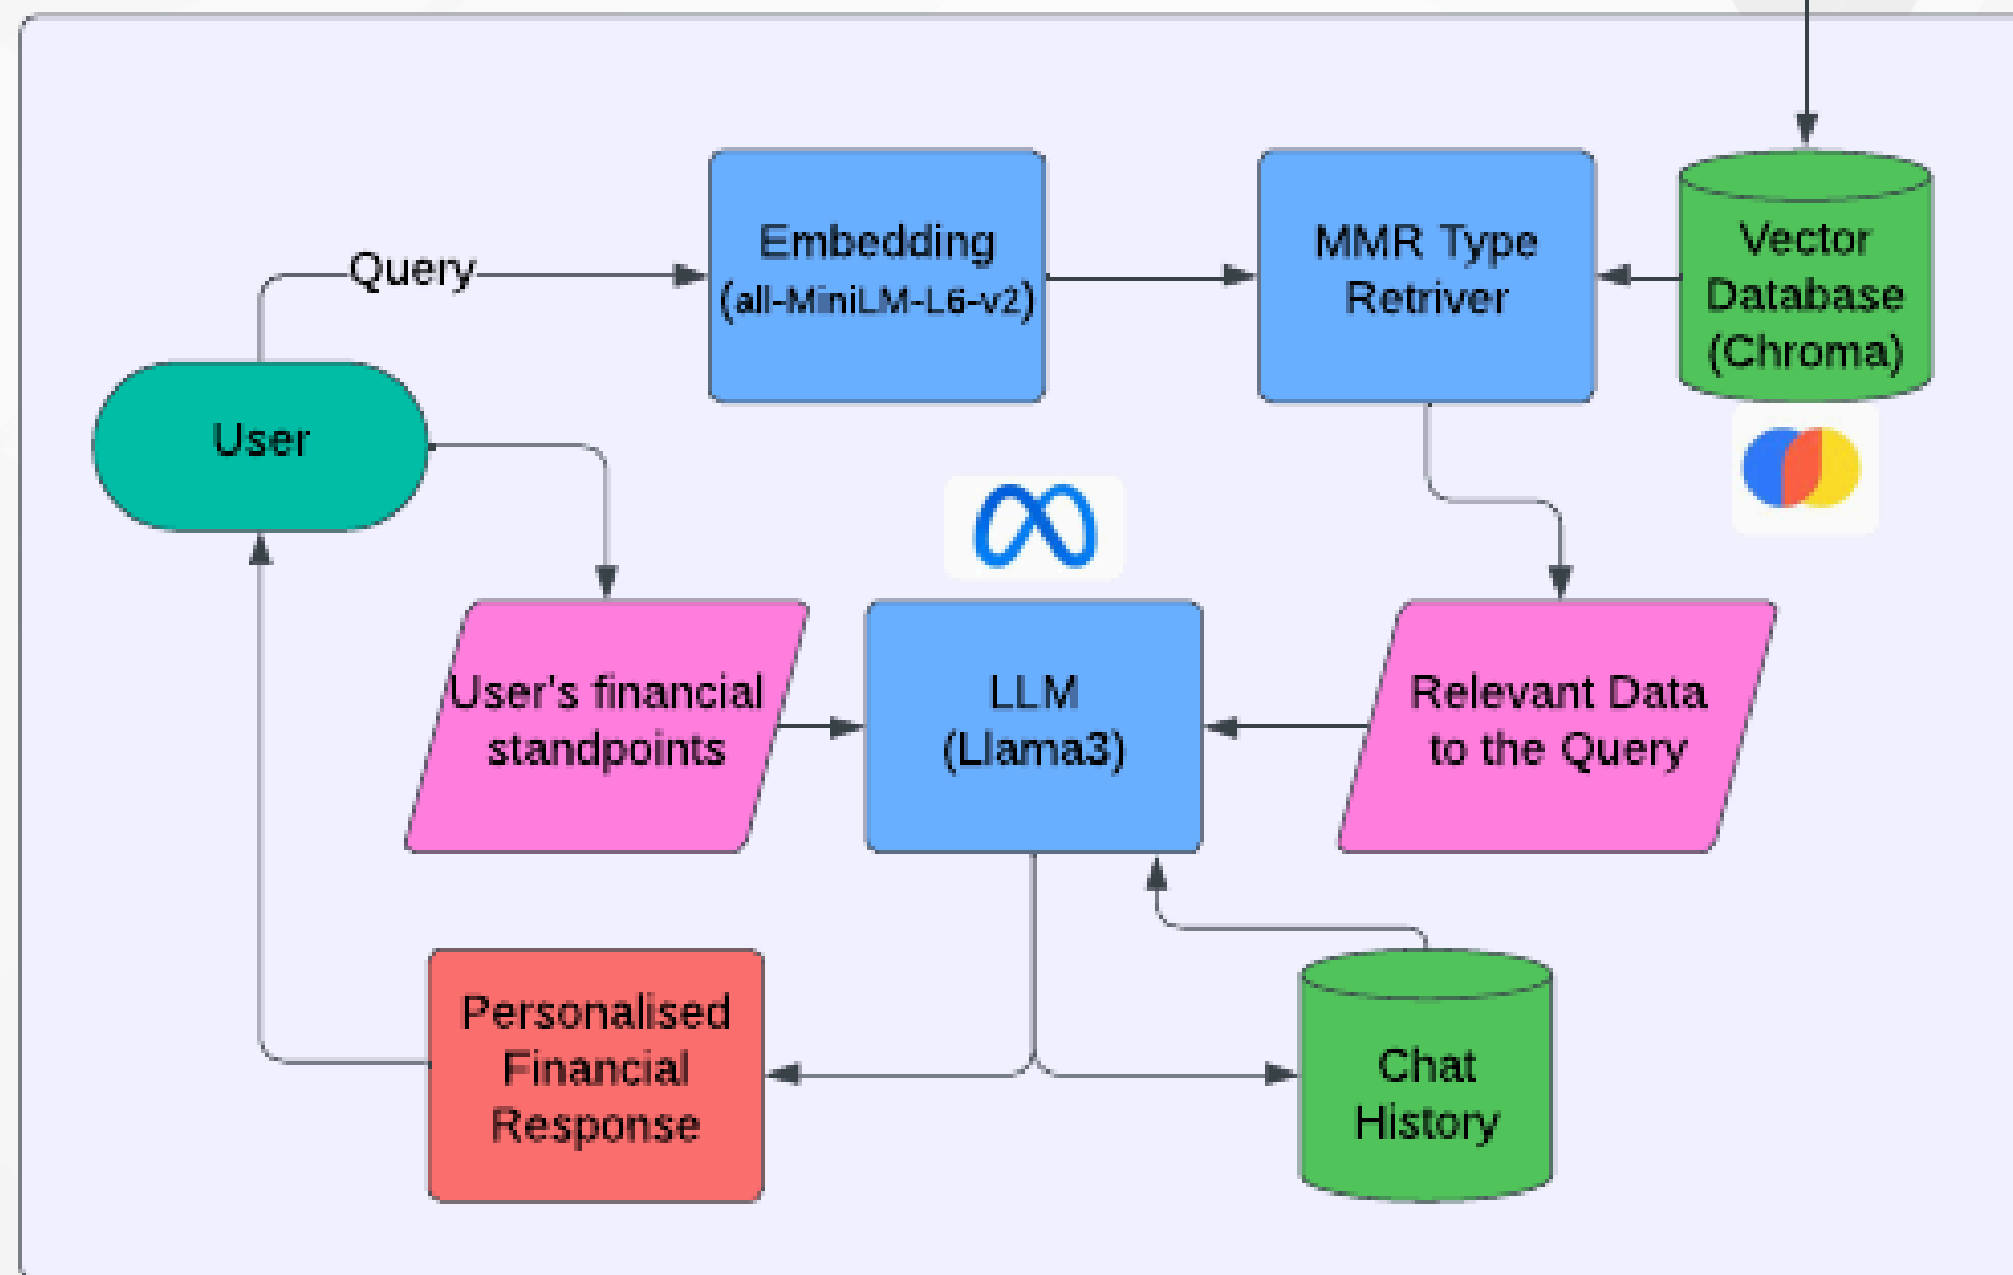 Query
Embedding
(all-MiniLM-L6-v2)
MMR Type
Retriver
Vector
Database
(Chroma)
User
User's financial
standpoints
LLM
(Llama3)
Relevant Data
to the Query
Personalised
Financial
Response
Chat
History